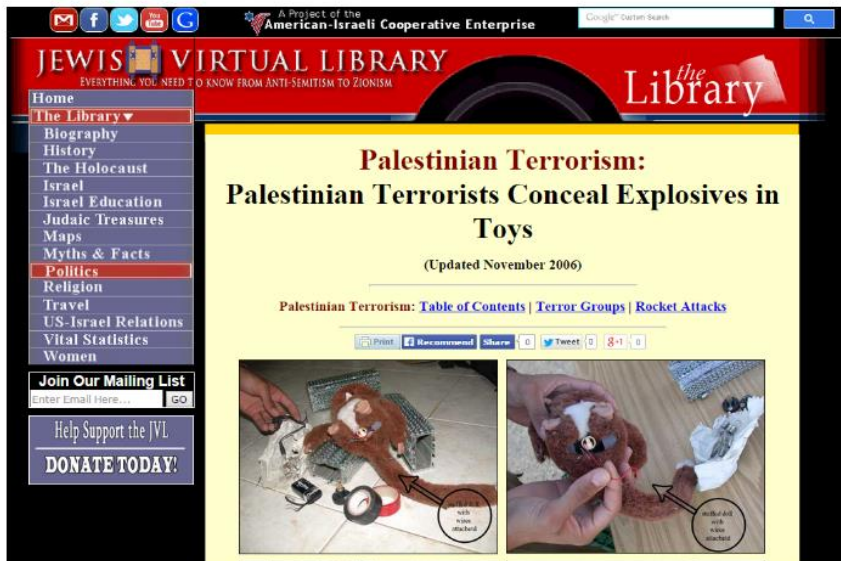 A Project of the
American-Israeli Cooperative Enterprise
Google™ Custom Search
JEWISH VIRTUAL LIBRARY
EVERYTHING YOU NEED TO KNOW FROM ANTI-SEMITISM TO ZIONISM
the
Library
Home
The Library▼
Biography
History
The Holocaust
Israel
Israel Education
Judaic Treasures
Maps
Myths & Facts
Politics
Religion
Travel
US-Israel Relations
Vital Statistics
Women
Join Our Mailing List
Enter Email Here... GO
Help Support the JVL
DONATE TODAY!
Palestinian Terrorism:
Palestinian Terrorists Conceal Explosives in
Toys
(Updated November 2006)
Palestinian Terrorism: Table of Contents | Terror Groups | Rocket Attacks
Print Recommend Share 0 Tweet 0 g+1 0
stuffed doll
with
wires
attached
stuffed doll
with
wires
attached